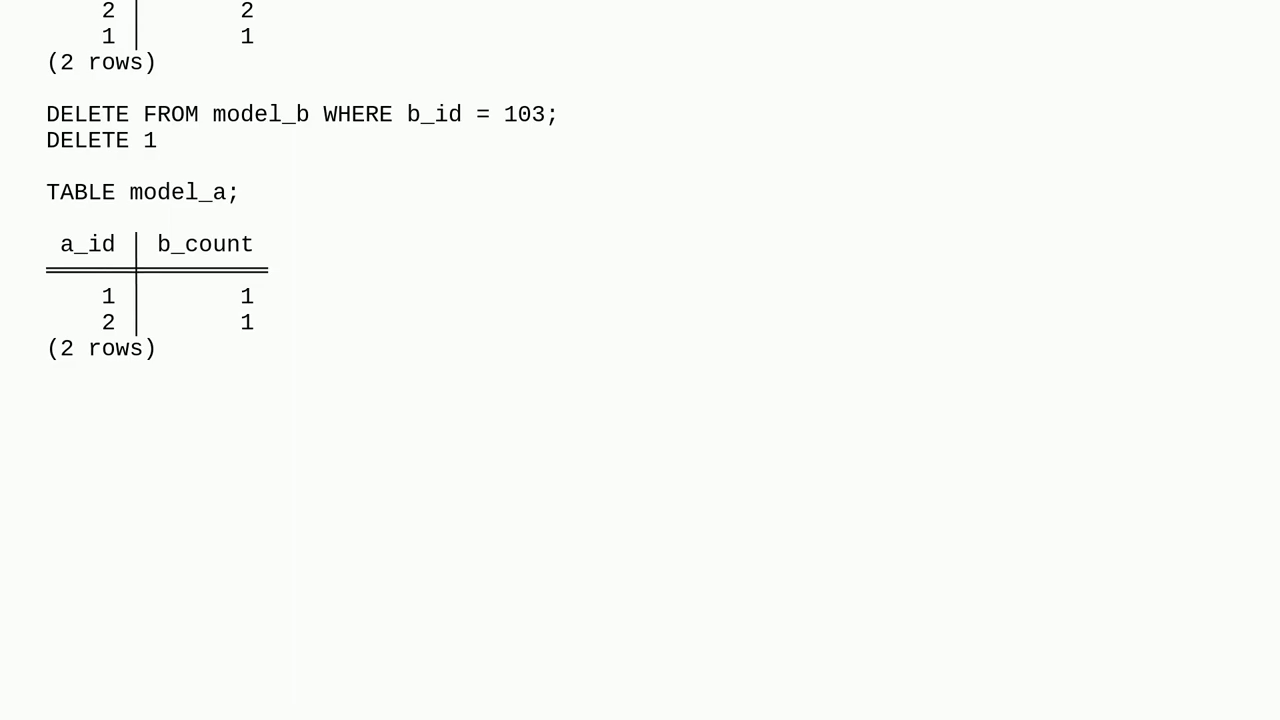 2 │ 2
1 │ 1
(2 rows)
DELETE FROM model_b WHERE b_id = 103;
DELETE 1
TABLE model_a;
a_id │ b_count
1 │ 1
2 │ 1
(2 rows)